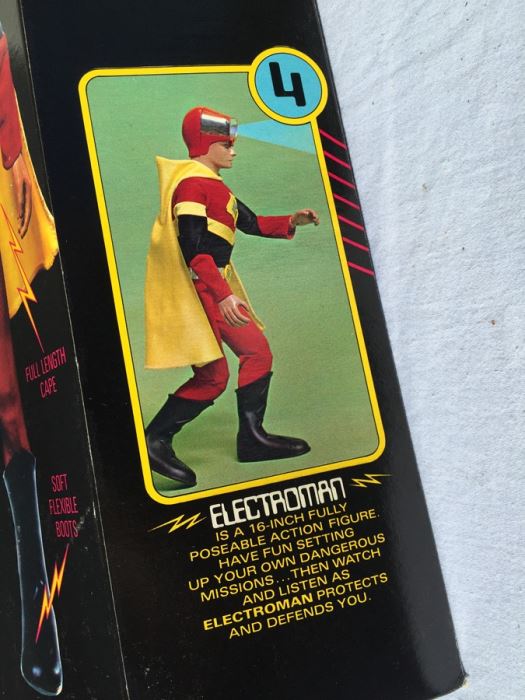 4
FULL LENGTH
CAPE
SOFT
FLEXIBLE
BOOTS
ELECTROMAN
IS A 16-INCH FULLY
POSEABLE ACTION FIGURE.
HAVE FUN SETTING
UP YOUR OWN DANGEROUS
MISSIONS...THEN WATCH
AND LISTEN AS
ELECTROMAN PROTECTS
AND DEFENDS YOU.